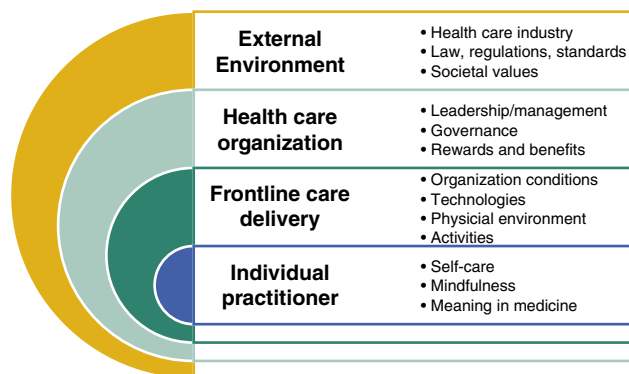 External
Environment
• Health care industry
• Law, regulations, standards
• Societal values
Health care
organization
• Leadership/management
• Governance
• Rewards and benefits
Frontline care
delivery
• Organization conditions
• Technologies
• Physicial environment
• Activities
Individual
practitioner
• Self-care
• Mindfulness
• Meaning in medicine